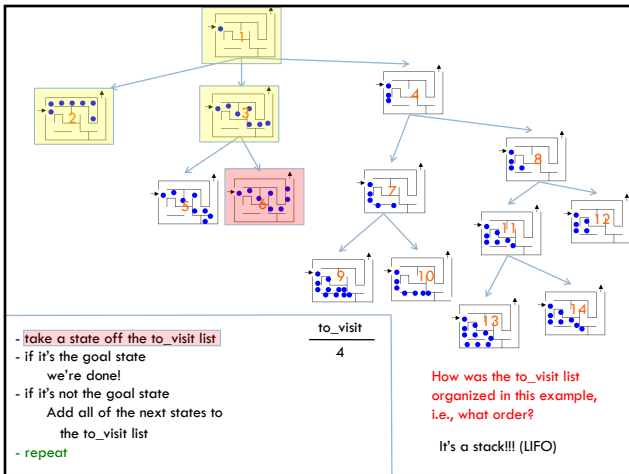 1
2
3
4
5
6
7
8
9
10
11
12
13
14
- take a state off the to_visit list
- if it's the goal state
we're done!
- if it's not the goal state
Add all of the next states to
the to_visit list
- repeat
to_visit
4
How was the to_visit list
organized in this example,
i.e., what order?
It's a stack!!! (LIFO)